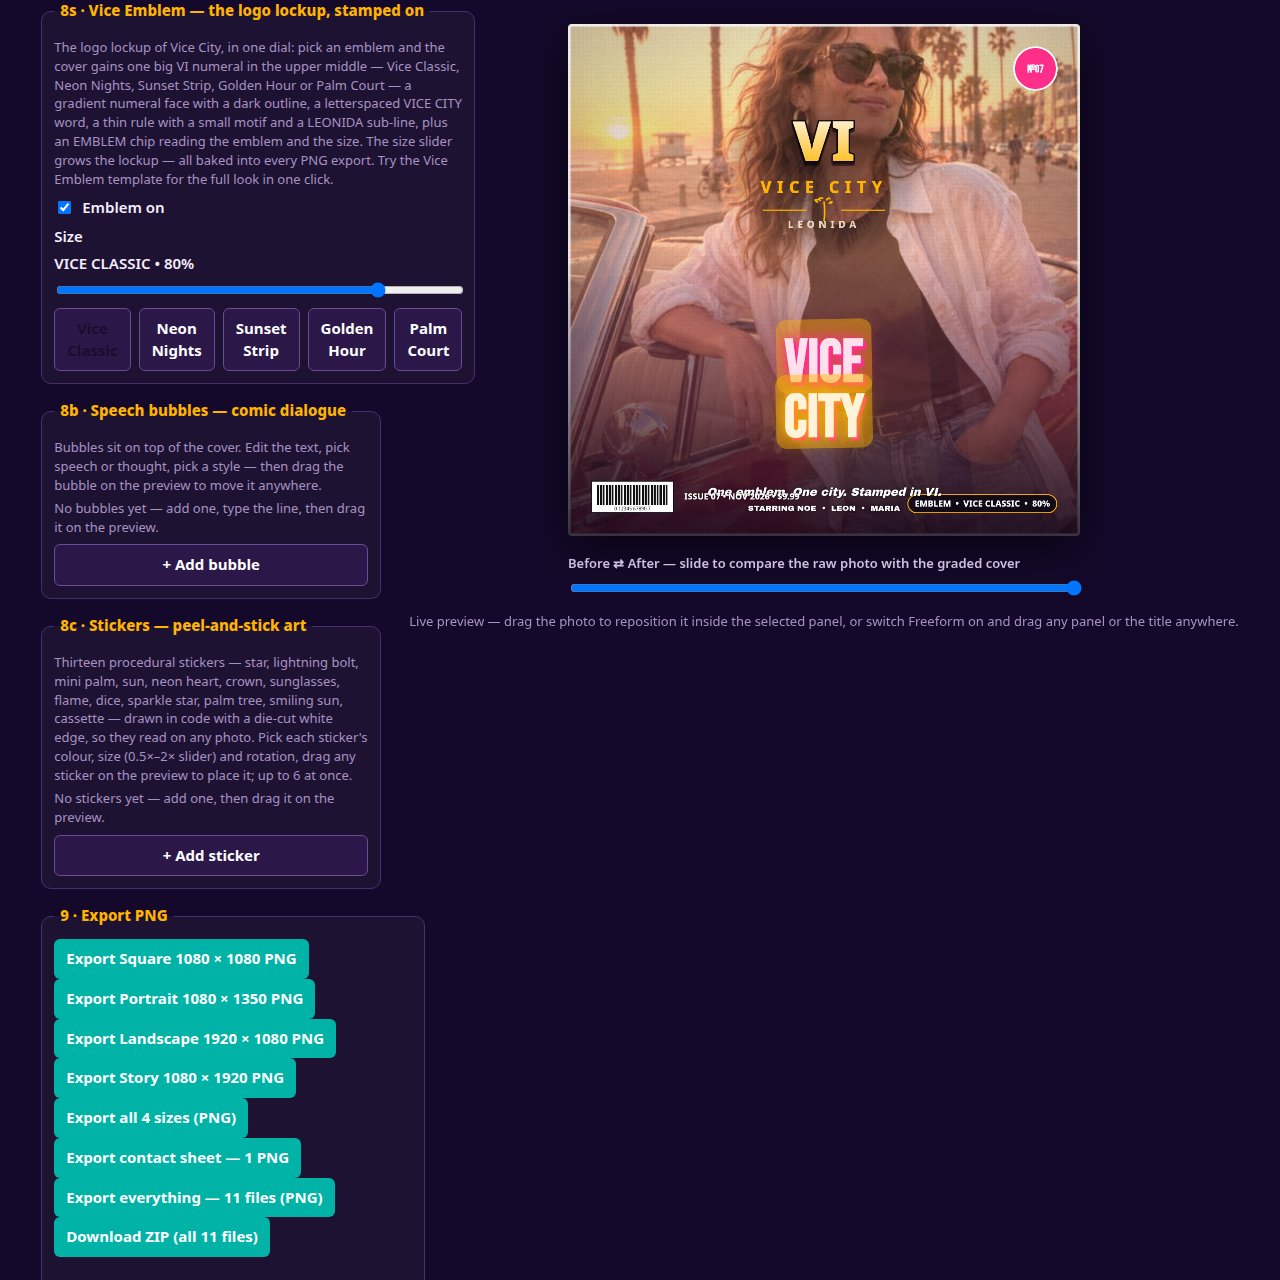 8s · Vice Emblem — the logo lockup, stamped on
The logo lockup of Vice City, in one dial: pick an emblem and the
cover gains one big VI numeral in the upper middle — Vice Classic,
Neon Nights, Sunset Strip, Golden Hour or Palm Court — a
gradient numeral face with a dark outline, a letterspaced VICE CITY
word, a thin rule with a small motif and a LEONIDA sub-line, plus
an EMBLEM chip reading the emblem and the size. The size slider
grows the lockup — all baked into every PNG export. Try the Vice
Emblem template for the full look in one click.
Emblem on
Size
VICE CLASSIC • 80%
Vice
Classic
Neon
Nights
Sunset
Strip
Golden
Hour
Palm
Court
8b · Speech bubbles — comic dialogue
Bubbles sit on top of the cover. Edit the text, pick
speech or thought, pick a style — then drag the
bubble on the preview to move it anywhere.
No bubbles yet — add one, type the line, then drag
it on the preview.
+ Add bubble
8c · Stickers — peel-and-stick art
Thirteen procedural stickers — star, lightning bolt,
mini palm, sun, neon heart, crown, sunglasses,
flame, dice, sparkle star, palm tree, smiling sun,
cassette — drawn in code with a die-cut white
edge, so they read on any photo. Pick each sticker's
colour, size (0.5×–2× slider) and rotation, drag any
sticker on the preview to place it; up to 6 at once.
No stickers yet — add one, then drag it on the
preview.
+ Add sticker
9 · Export PNG
Export Square 1080 × 1080 PNG
Export Portrait 1080 × 1350 PNG
Export Landscape 1920 × 1080 PNG
Export Story 1080 × 1920 PNG
Export all 4 sizes (PNG)
Export contact sheet — 1 PNG
Export everything — 11 files (PNG)
Download ZIP (all 11 files)
Nº07
VI
VICE CITY
LEONIDA
VICE
CITY
One emblem. One city. Stamped in VI.
ISSUE 07 • NOV 2026 • $9.99
STARRING NOE • LEON • MARIA
EMBLEM • VICE CLASSIC • 80%
Before ⇄ After — slide to compare the raw photo with the graded cover
Live preview — drag the photo to reposition it inside the selected panel, or switch Freeform on and drag any panel or the title anywhere.